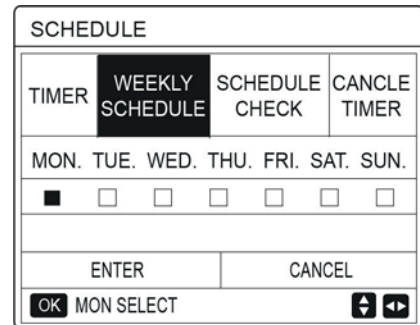 SCHEDULE
TIMER WEEKLY SCHEDULE SCHEDULE CHECK CANCLE TIMER
MON. TUE. WED. THU. FRI. SAT. SUN.
ENTER CANCEL
OK MON SELECT